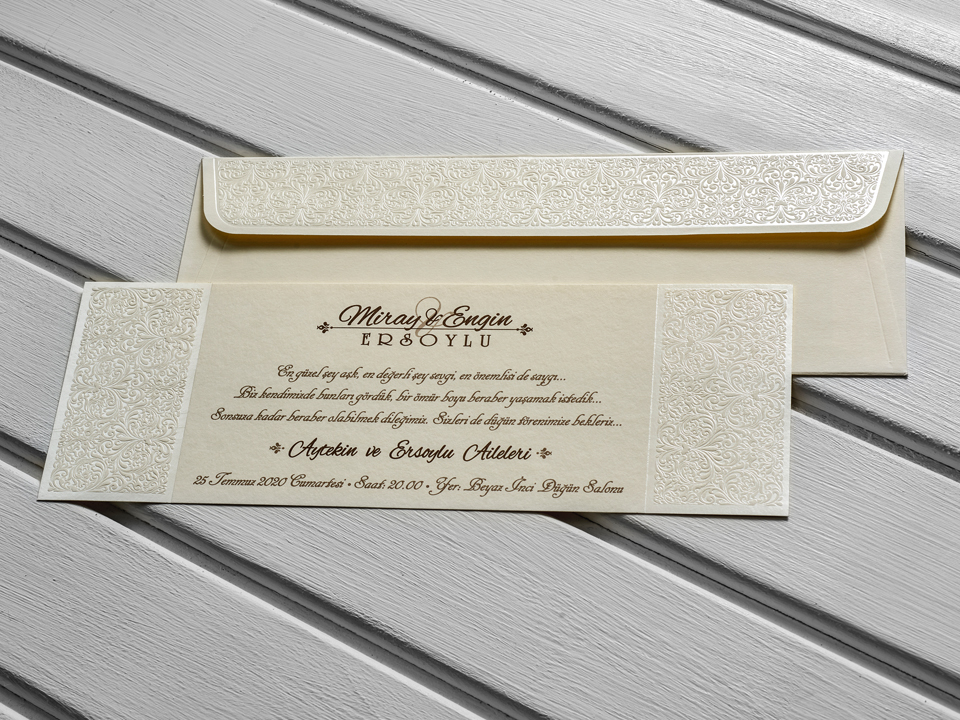 Miray & Engin
ERSOYLU
En güzel şey aşk, en değerli şey sevgi, en önemlisi de saygı...
Biz kendimizde bunları gördük, bir ömür boyu beraber yaşamak istedik...
Sonsuza kadar beraber olabilmek dileğimiz. Sizleri de düğün törenimize bekleriz...
Aytekin ve Ersoylu Aileleri
25 Temmuz 2020 Cumartesi • Saat: 20.00 • Yer: Beyaz İnci Düğün Salonu